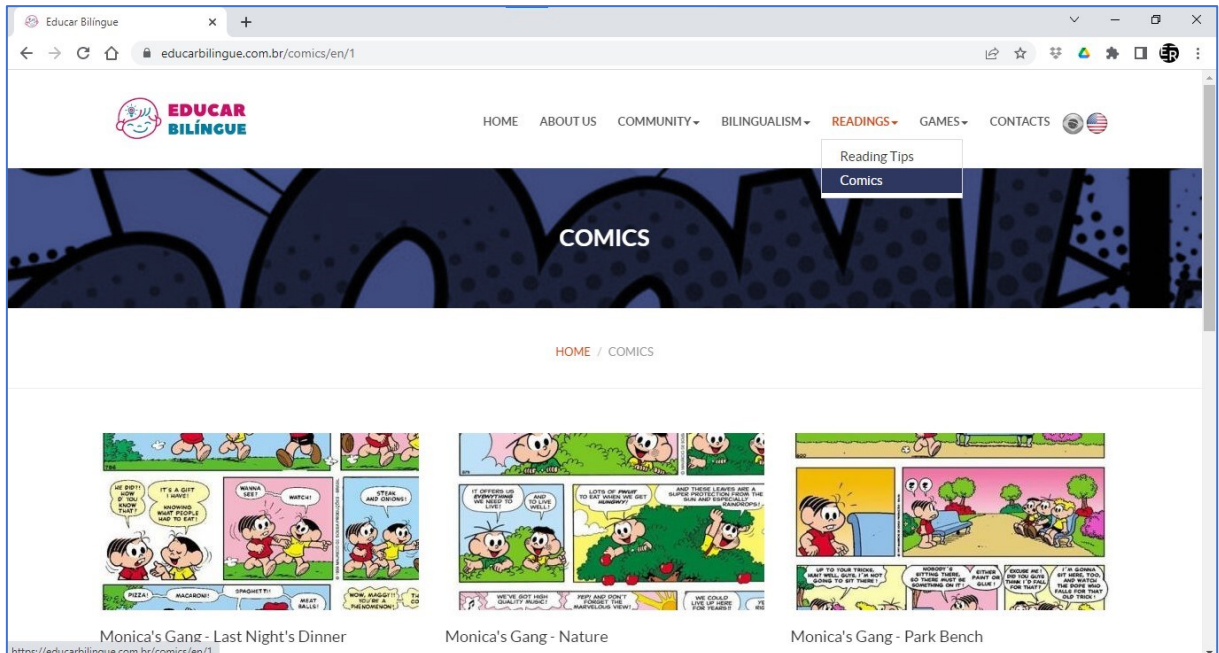 Educar Bilíngue
educarbilingue.com.br/comics/en/1
EDUCAR
BILÍNGUE
HOME ABOUT US COMMUNITY BILINGUALISM READINGS GAMES CONTACTS
Reading Tips
Comics
COMICS
HOME / COMICS
HE DID?!
HOW
D' YOU
KNOW
THAT?
IT'S A GIFT
I HAVE!
KNOWING
WHAT PEOPLE
HAD TO EAT!
WANNA
SEE?
WATCH!
STEAK
AND ONIONS!
PIZZA!
MACARONI!
SPAGHETTI!
MEAT
BALLS!
NOW, MAGGY!!
YOU'RE A
PHENOMENON!
Monica's Gang - Last Night's Dinner
IT OFFERS US
EVERYTHING
WE NEED TO
LIVE!
AND
TO LIVE
WELL!
LOTS OF FRUIT
TO EAT WHEN WE GET
HUNGRY!
AND THESE LEAVES ARE A
SUPER PROTECTION FROM THE
SUN AND ESPECIALLY
RAINDROPS!
WE'VE GOT HIGH
QUALITY MUSIC!
YEP! AND DON'T
FORGET THE
MARVELOUS VIEW!
WE COULD
LIVE UP HERE
FOR YEARS!
Monica's Gang - Nature
? ?
UP TO YOUR TRICKS,
HUH? WELL, GUYS, I'M NOT
GOING TO SIT THERE!
NOBODY'S
SITTING THERE,
SO THERE MUST BE
SOMETHING ON IT!
EITHER
PAINT OR
GLUE!
EXCUSE ME!
DID YOU GUYS
THINK I'D FALL
FOR THAT?
I'M GONNA
SIT HERE, TOO,
AND WATCH
THE DOPE WHO
FALLS FOR THAT
OLD TRICK!
Monica's Gang - Park Bench
https://educarbilingue.com.br/comics/en/1